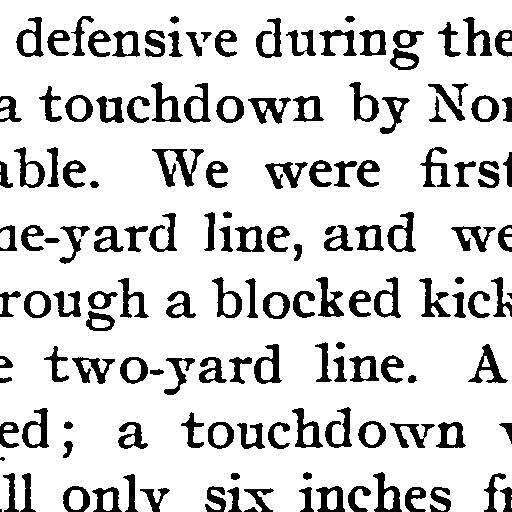 defensive during the
a touchdown by Nor
able. We were first
ne-yard line, and we
rough a blocked kick
e two-yard line. A
ed; a touchdown
ll only six inches fr